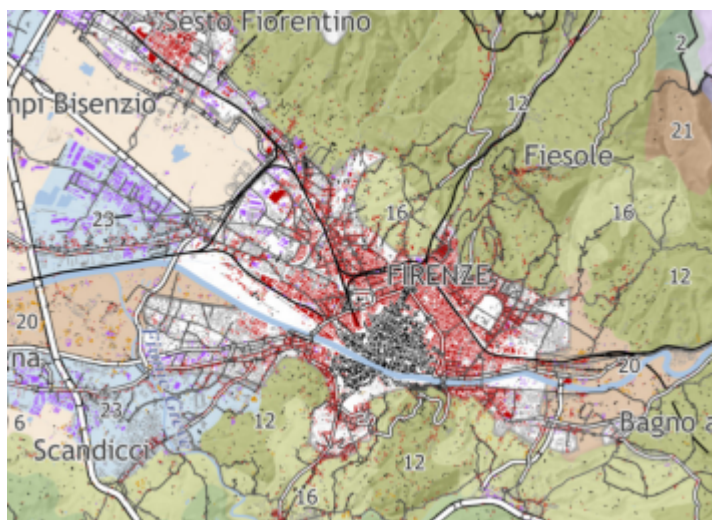 Sesto Fiorentino
2
mpi Bisenzio
12
21
Fiesole
16
16
23
FIRENZE
12
20
20
na
23
12
Bagno a
6
Scandicci
12
12
16